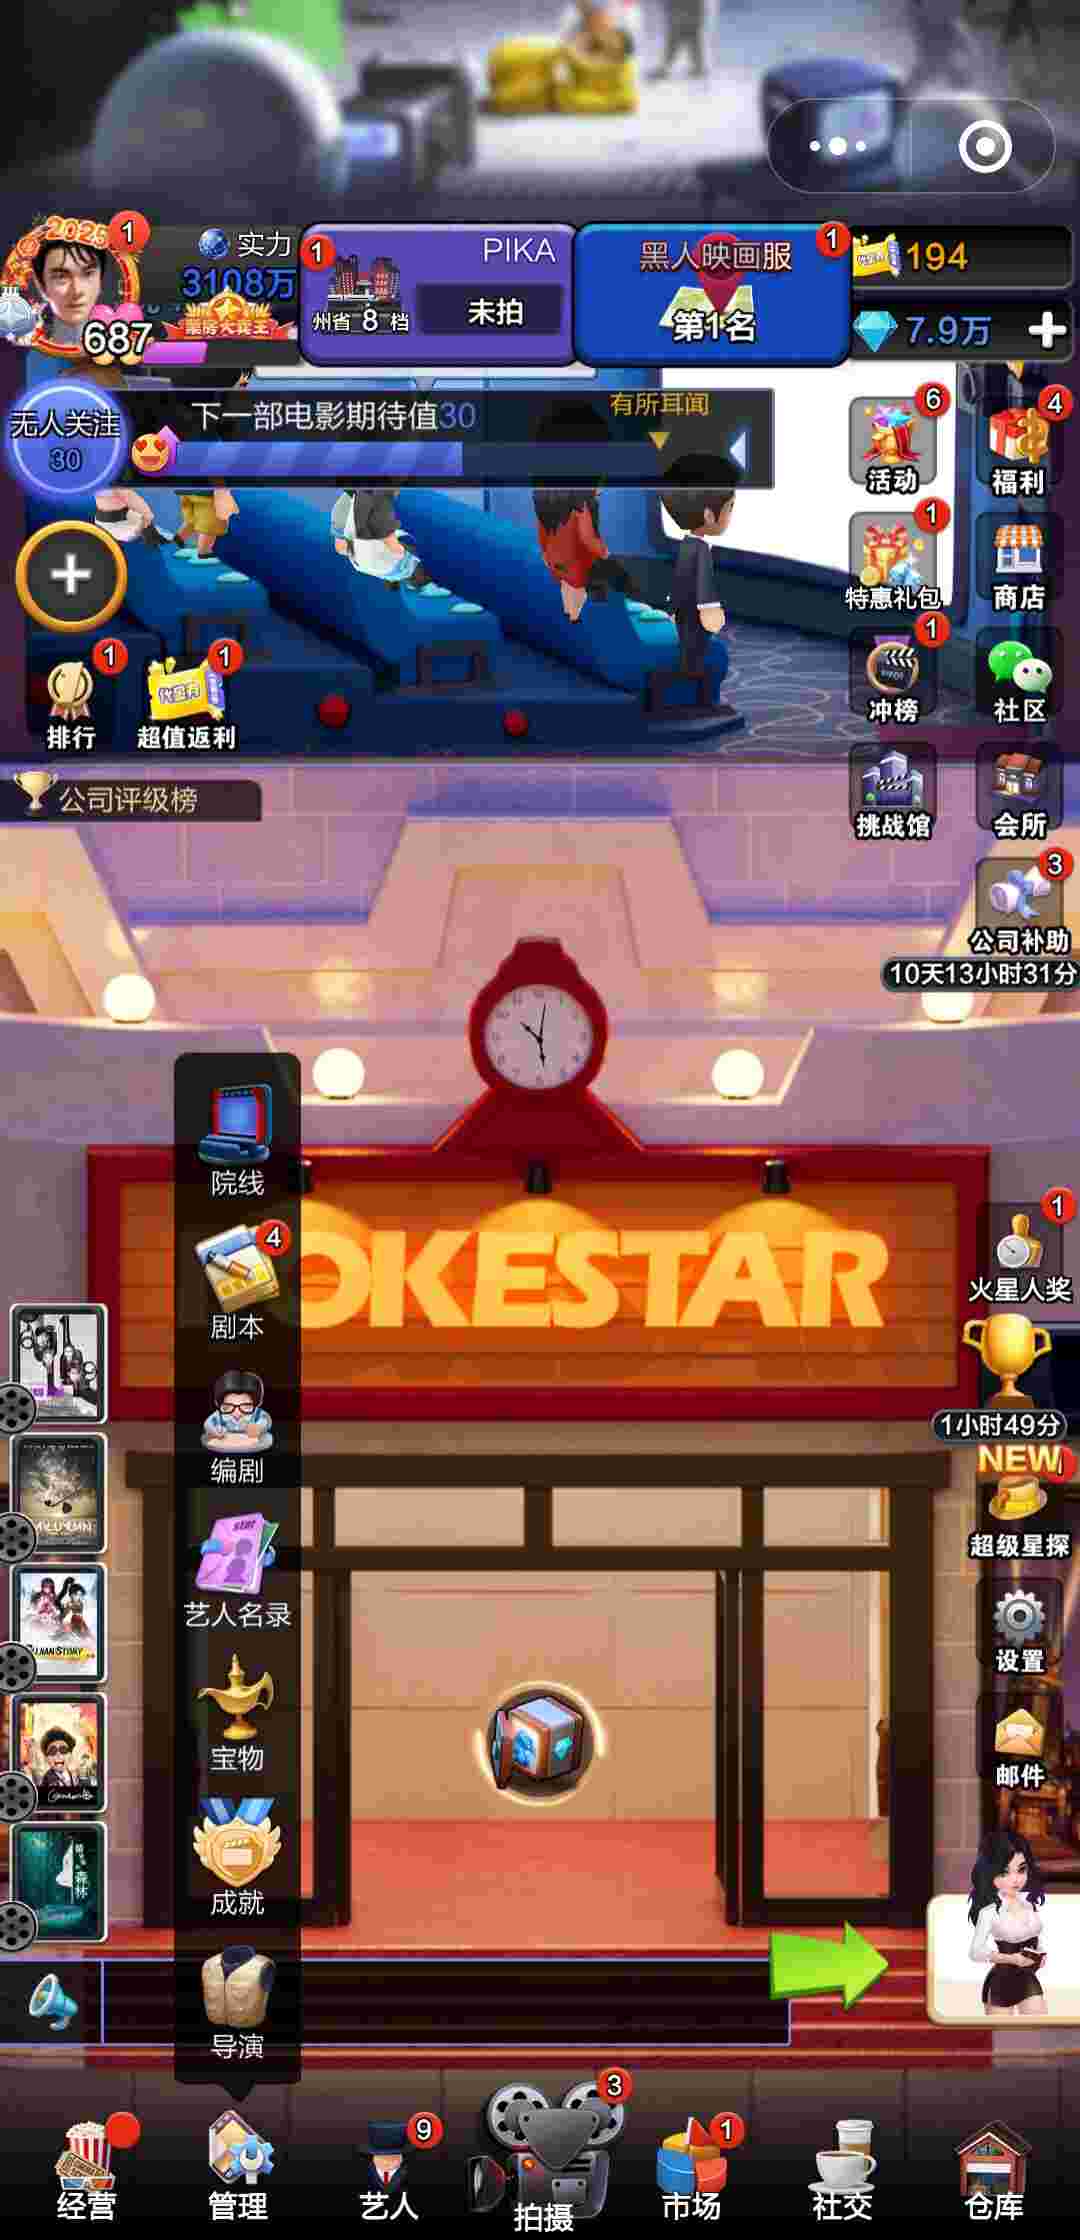 2025
1
实力
3108万
票房大冠王
687
1
PIKA
州省 8 档
未拍
黑人映画服
1
第1名
194
7.9万
无人关注
30
下一部电影期待值30
有所耳闻
6
活动
4
福利
1
特惠礼包
商店
1
冲榜
社区
挑战馆
会所
3
公司补助
10天13小时31分
1
排行
1
超值返利
公司评级榜
OKESTAR
院线
4
剧本
编剧
star
艺人名录
宝物
成就
导演
森林
1
火星人奖
1小时49分
NEW
超级星探
设置
邮件
经营
管理
9
艺人
3
拍摄
1
市场
社交
仓库